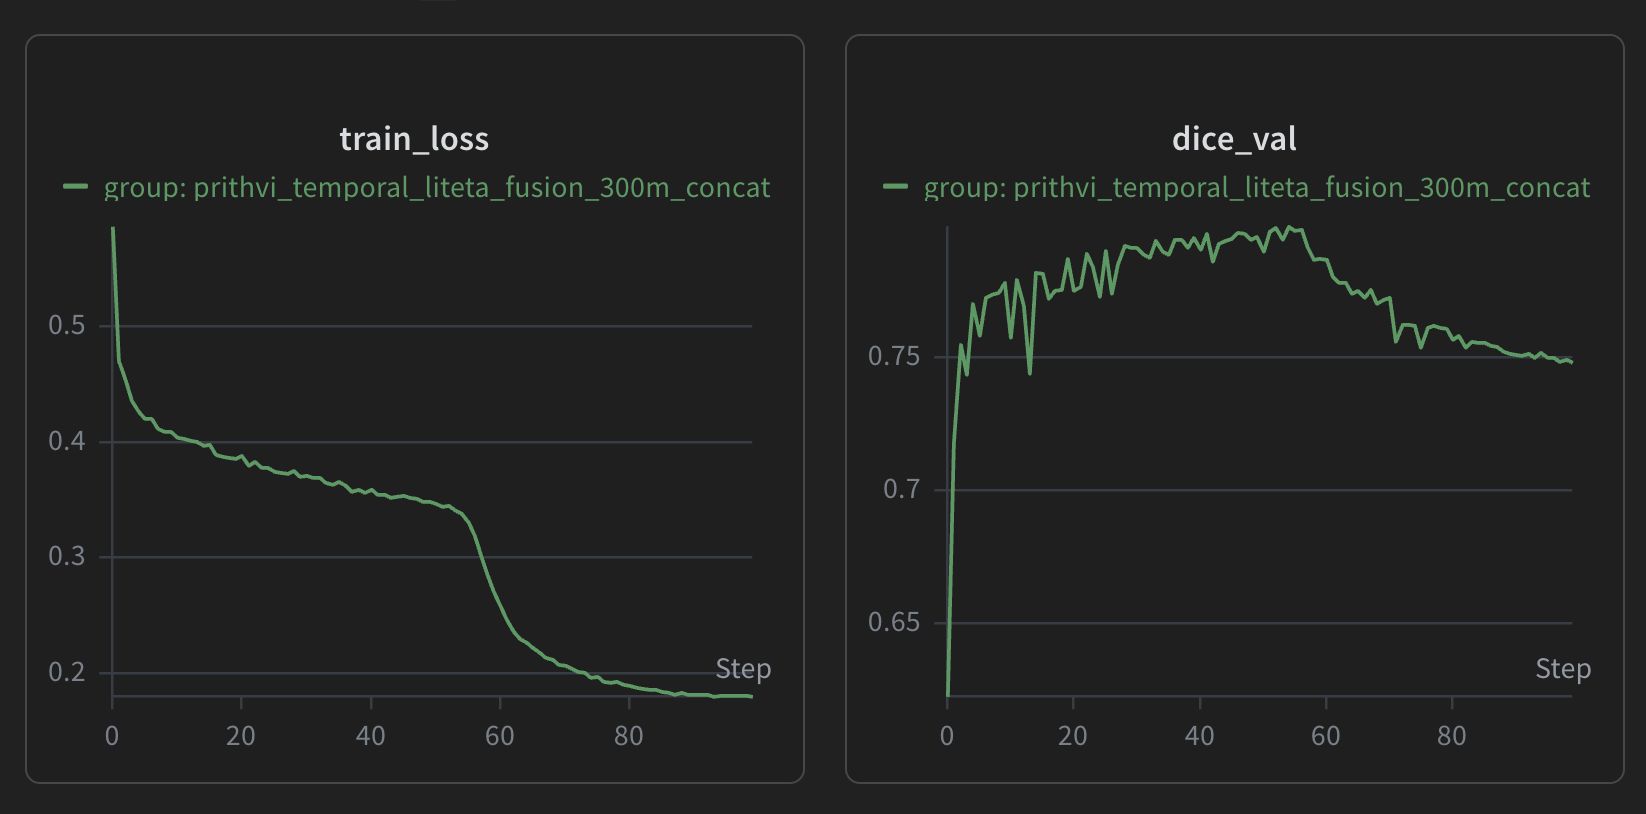 train_loss
group: prithvi_temporal_liteta_fusion_300m_concat
0.5
0.4
0.3
0.2
Step
0 20 40 60 80
dice_val
group: prithvi_temporal_liteta_fusion_300m_concat
0.75
0.7
0.65
Step
0 20 40 60 80